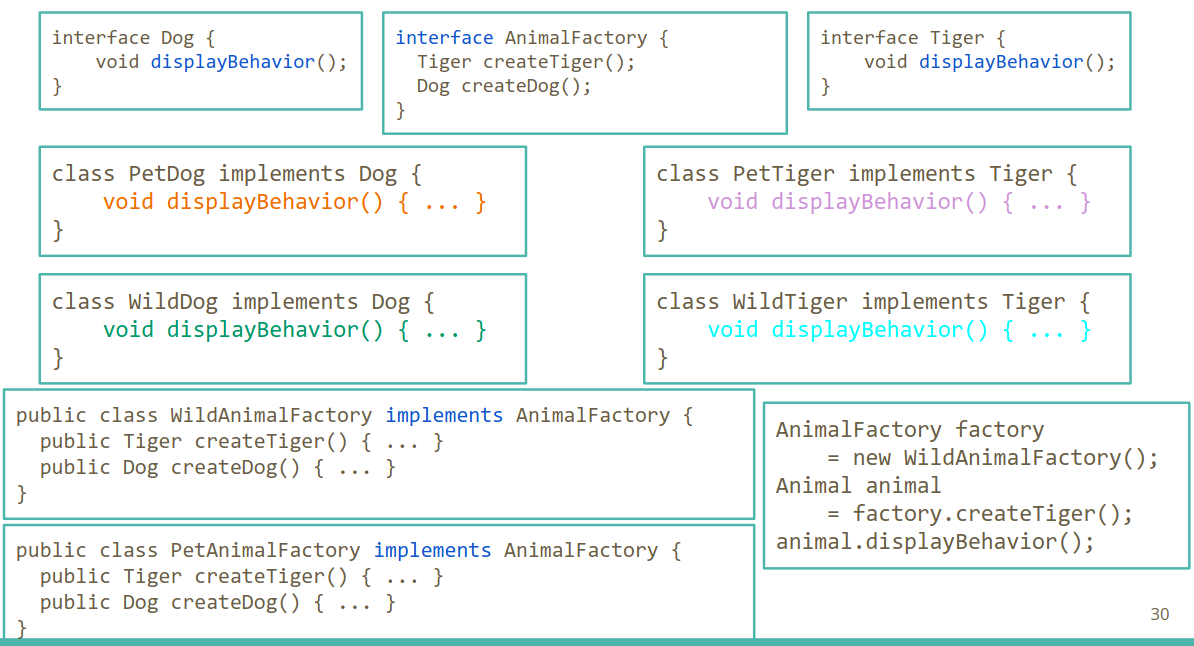 interface Dog {
    void displayBehavior();
}
interface AnimalFactory {
  Tiger createTiger();
  Dog createDog();
}
interface Tiger {
    void displayBehavior();
}
class PetDog implements Dog {
    void displayBehavior() { ... }
}
class PetTiger implements Tiger {
    void displayBehavior() { ... }
}
class WildDog implements Dog {
    void displayBehavior() { ... }
}
class WildTiger implements Tiger {
    void displayBehavior() { ... }
}
public class WildAnimalFactory implements AnimalFactory {
  public Tiger createTiger() { ... }
  public Dog createDog() { ... }
}
AnimalFactory factory
    = new WildAnimalFactory();
Animal animal
    = factory.createTiger();
animal.displayBehavior();
public class PetAnimalFactory implements AnimalFactory {
  public Tiger createTiger() { ... }
  public Dog createDog() { ... }
}
30